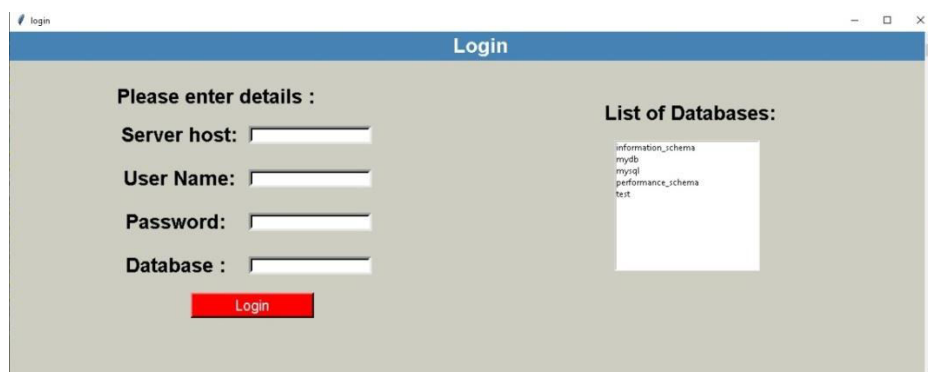 login
Login
Please enter details :
Server host:
User Name:
Password:
Database :
Login
List of Databases:
information_schema
mydb
mysql
performance_schema
test